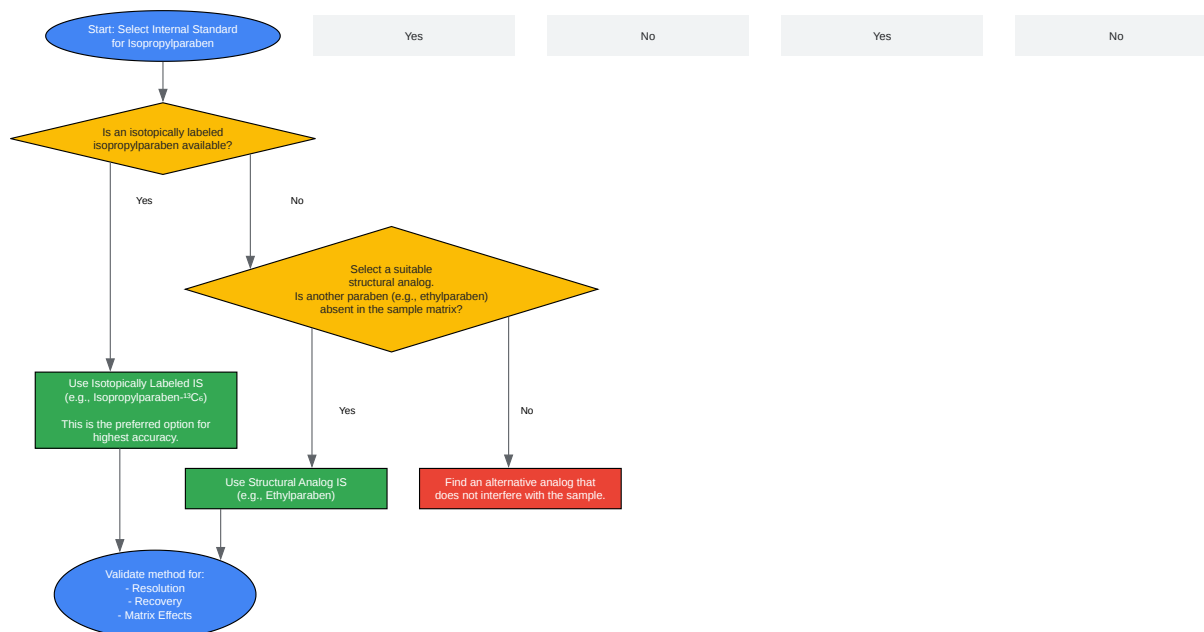 Start: Select Internal Standard
for Isopropylparaben
Yes
No
Yes
No
Is an isotopically labeled
isopropylparaben available?
Yes
No
Select a suitable
structural analog.
Is another paraben (e.g., ethylparaben)
absent in the sample matrix?
Use Isotopically Labeled IS
(e.g., Isopropylparaben-¹³C₆)
This is the preferred option for
highest accuracy.
Yes
No
Use Structural Analog IS
(e.g., Ethylparaben)
Find an alternative analog that
does not interfere with the sample.
Validate method for:
- Resolution
- Recovery
- Matrix Effects